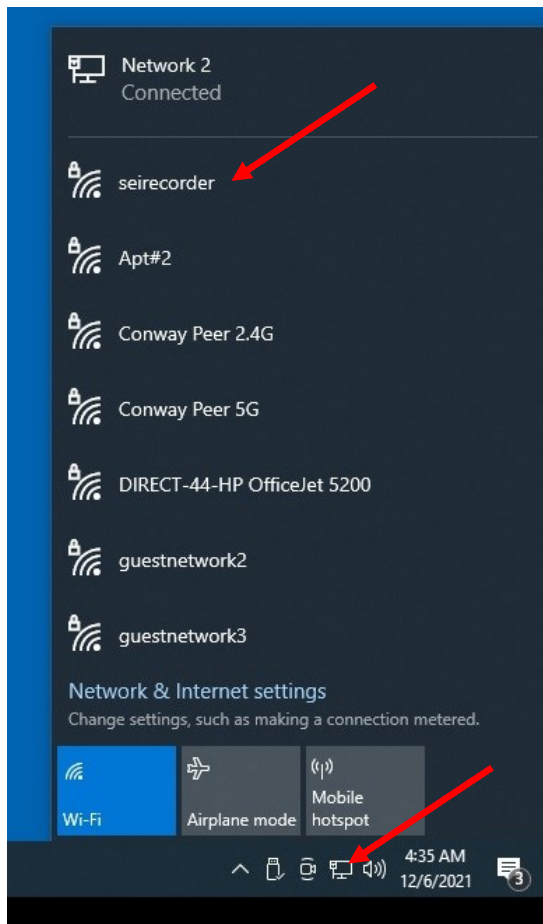 Network 2
Connected
seirecorder
Apt#2
Conway Peer 2.4G
Conway Peer 5G
DIRECT-44-HP OfficeJet 5200
guestnetwork2
guestnetwork3
Network & Internet settings
Change settings, such as making a connection metered.
Wi-Fi
Airplane mode
Mobile
hotspot
4:35 AM
12/6/2021
3